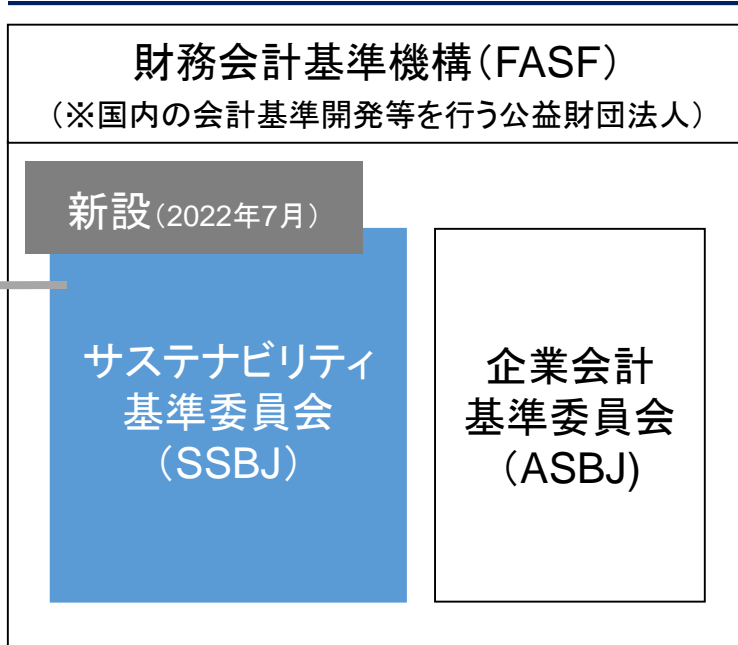 財務会計基準機構（FASF）
（※国内の会計基準開発等を行う公益財団法人）
新設（2022年7月）
サステナビリティ
基準委員会
（SSBJ）
企業会計
基準委員会
（ASBJ)